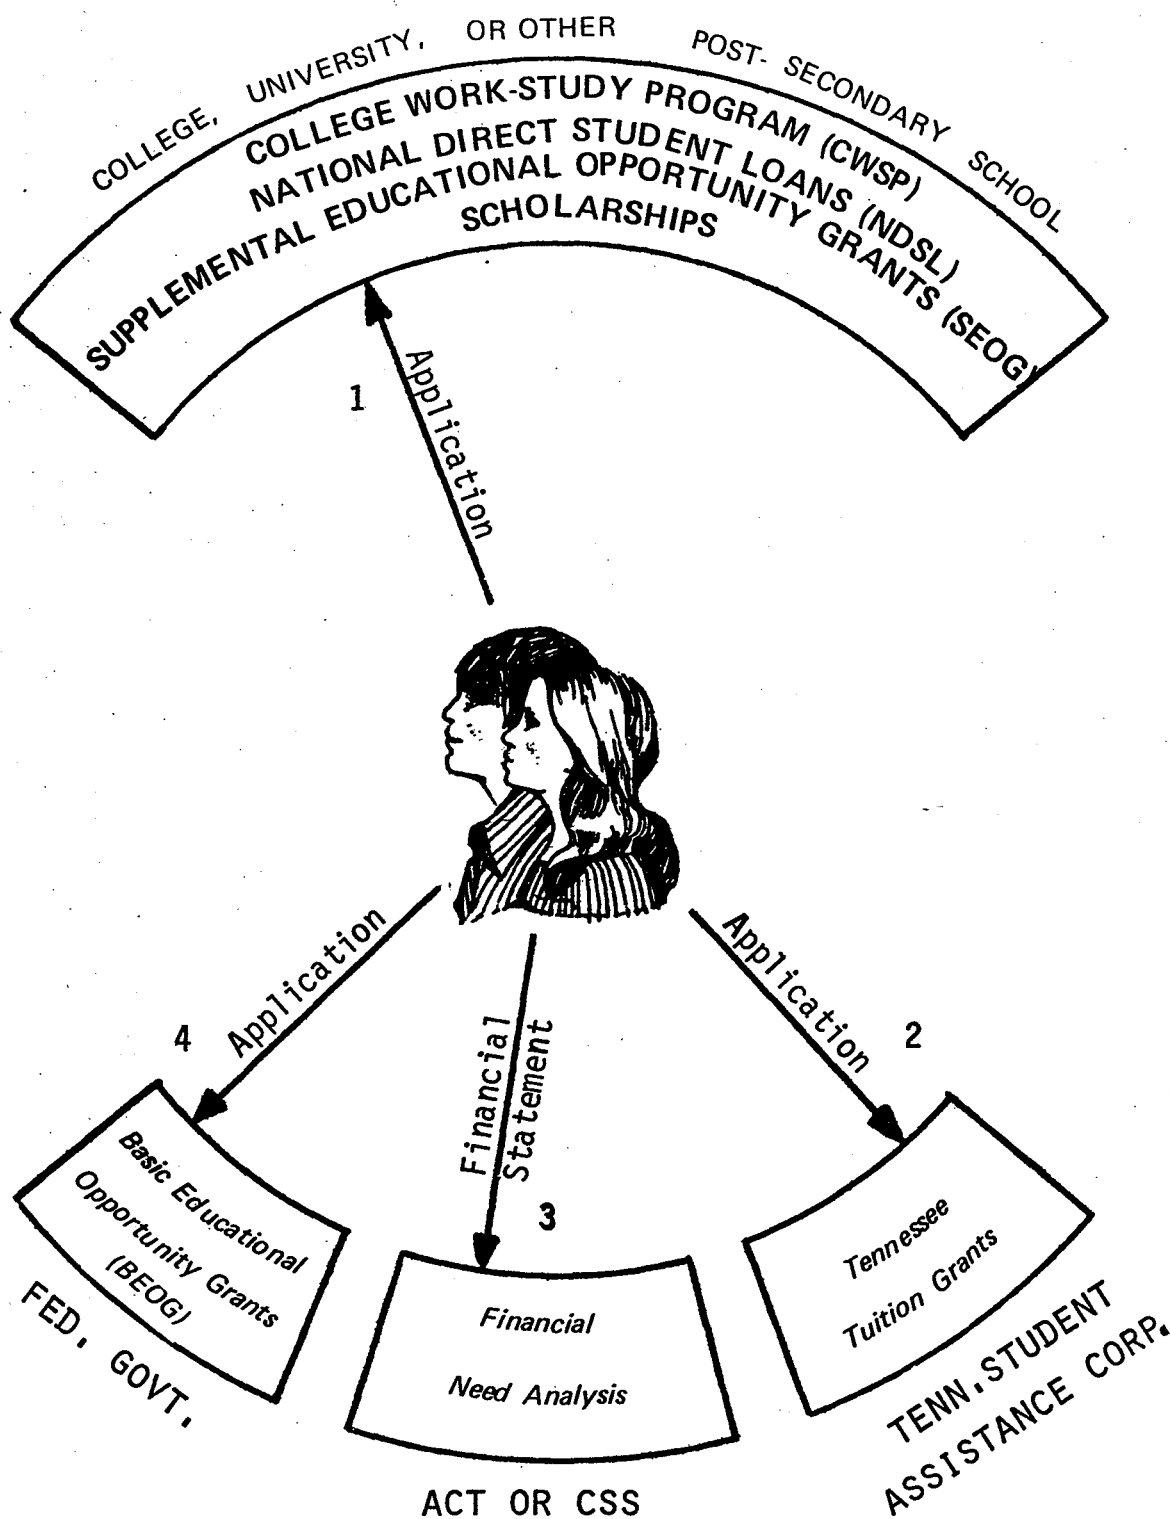 COLLEGE, UNIVERSITY, OR OTHER POST- SECONDARY SCHOOL
COLLEGE WORK-STUDY PROGRAM (CWSP)
NATIONAL DIRECT STUDENT LOANS (NDSL)
SUPPLEMENTAL EDUCATIONAL OPPORTUNITY GRANTS (SEOG)
SCHOLARSHIPS
1
Application
4
Application
Financial
Statement
3
Application
2
Basic Educational
Opportunity Grants
(BEOG)
FED. GOVT.
Financial
Need Analysis
ACT OR CSS
Tennessee
Tuition Grants
TENN. STUDENT
ASSISTANCE CORP.